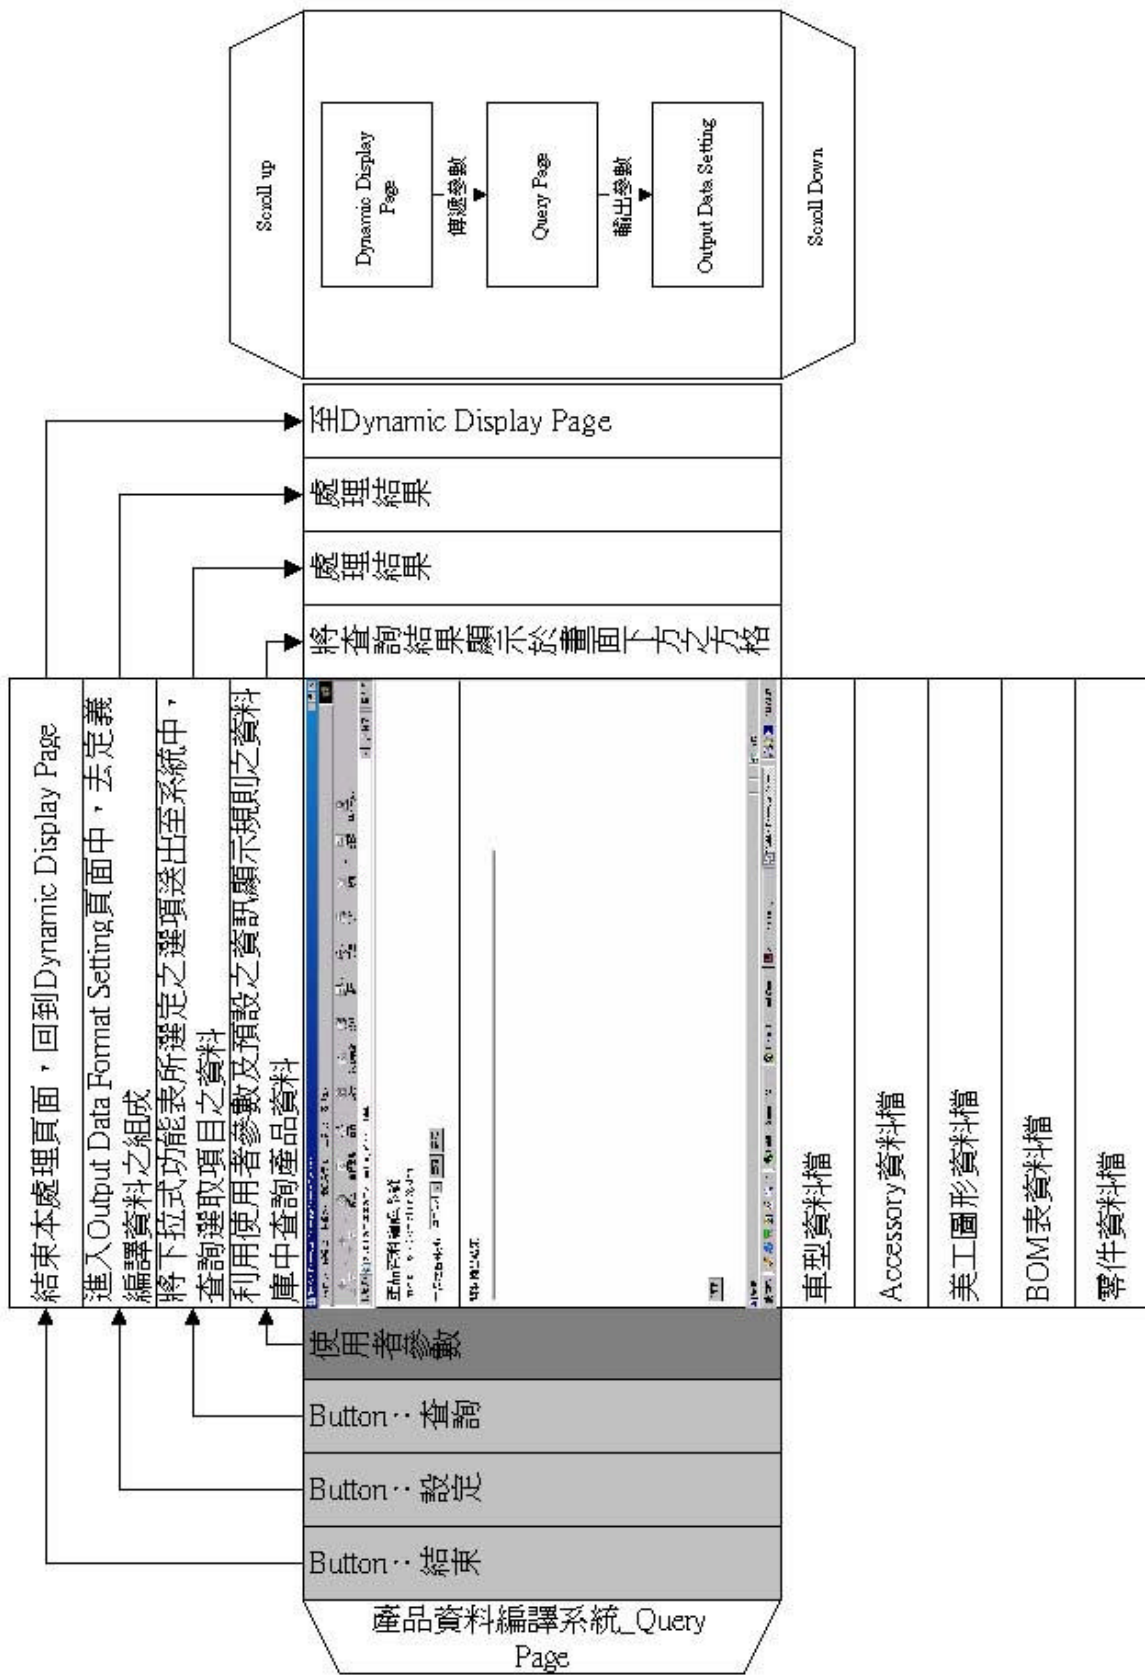 結束本處理頁面，回到Dynamic Display Page
進入Output Data Format Setting頁面中，去定義
編譯資料之組成
將下拉式功能表所選定之選項送出至系統中，
查詢選取項目之資料
利用使用者參數及預設之資訊顯示規則之資料
庫中查詢產品資料
產品資料編譯系統_Query
Page
Button：結束
Button：設定
Button：查詢
使用者參數
將查詢結果顯示於畫面下方之方格
處理結果
處理結果
至Dynamic Display Page
Scroll up
Dynamic Display
Page
傳遞參數
Query Page
輸出參數
Output Data Setting
Scroll Down
車型資料檔
Accessory資料檔
美工圖形資料檔
BOM表資料檔
零件資料檔